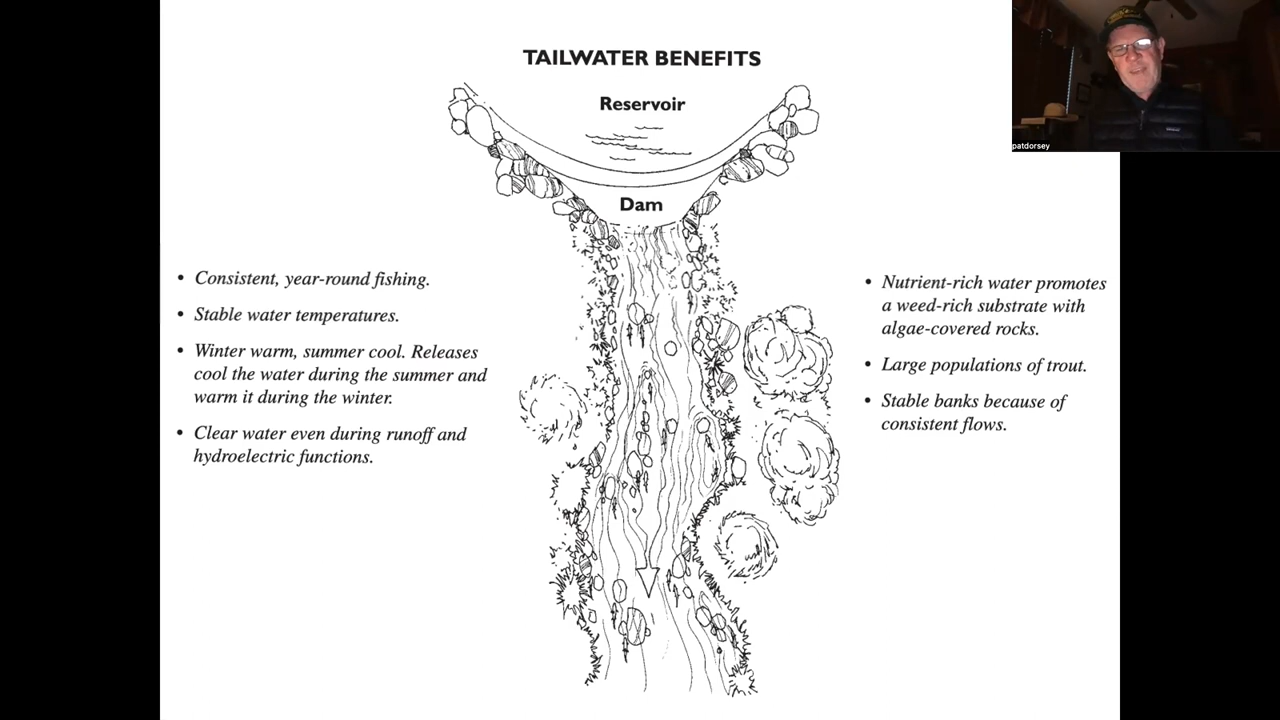 TAILWATER BENEFITS
Reservoir
Dam
• Consistent, year-round fishing.
• Stable water temperatures.
• Winter warm, summer cool. Releases
cool the water during the summer and
warm it during the winter.
• Clear water even during runoff and
hydroelectric functions.
• Nutrient-rich water promotes
a weed-rich substrate with
algae-covered rocks.
• Large populations of trout.
• Stable banks because of
consistent flows.
patdorsey